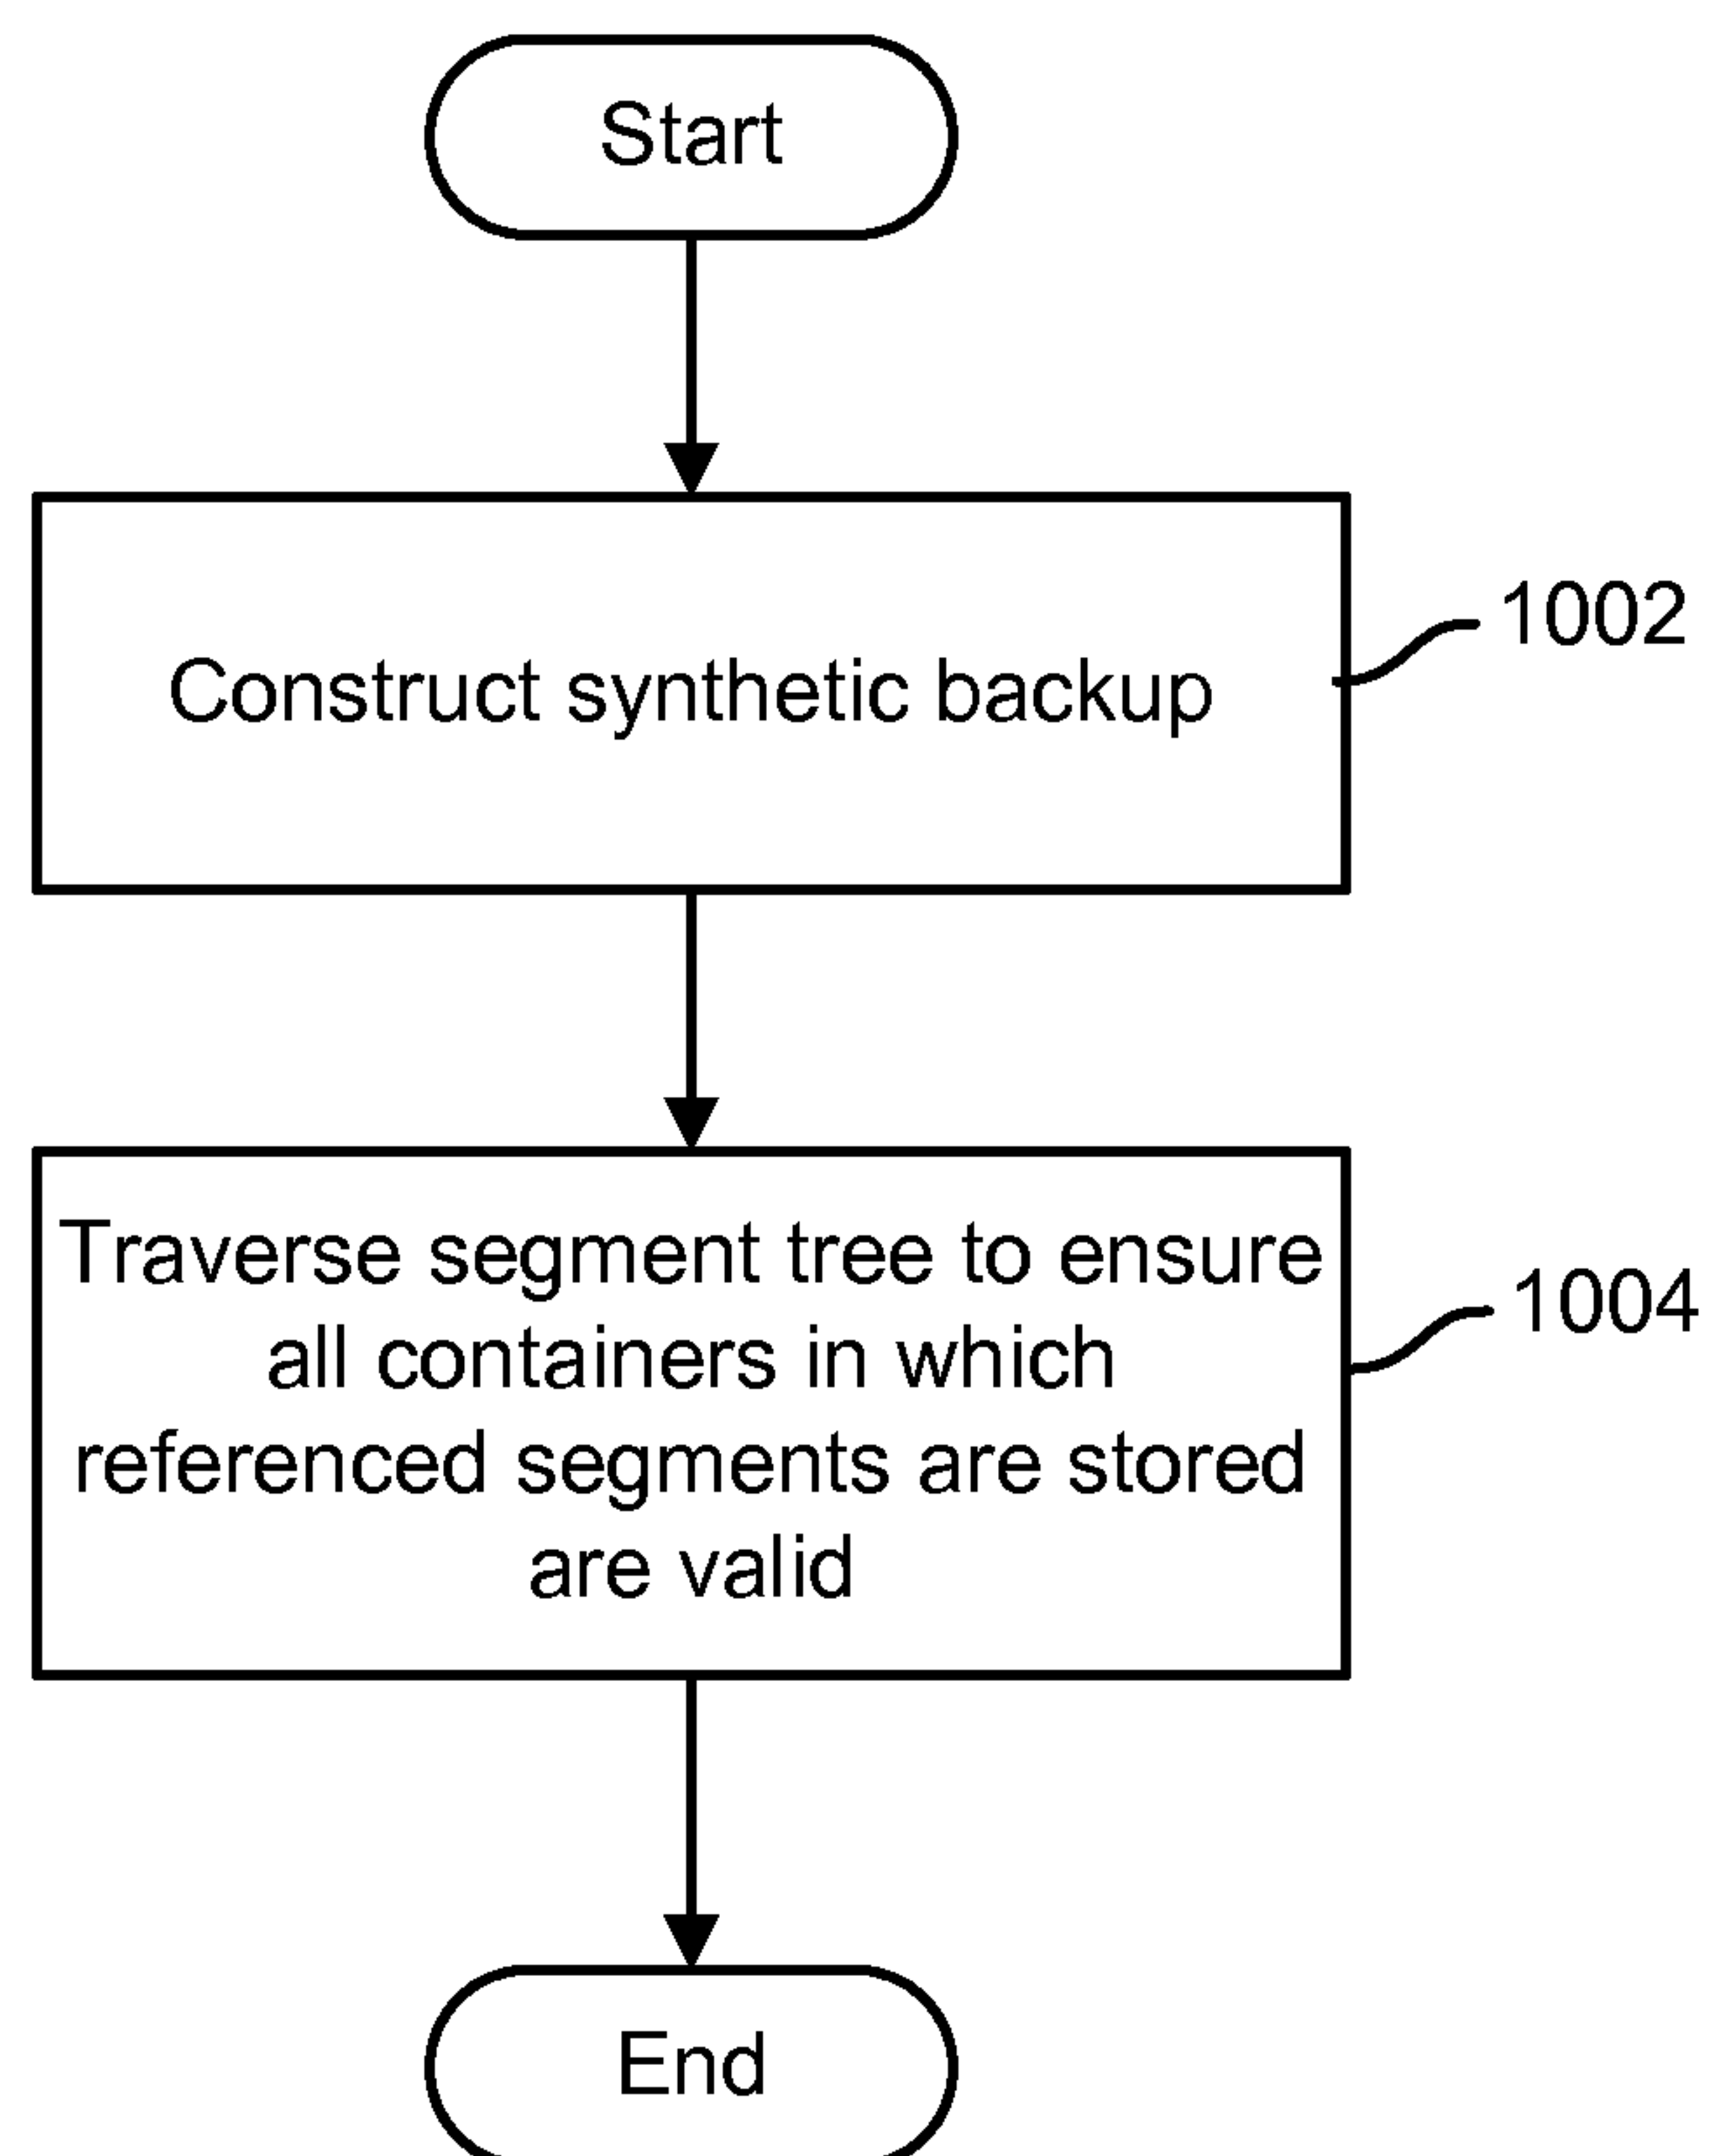 Start
Construct synthetic backup
1002
Traverse segment tree to ensure
all containers in which
referenced segments are stored
are valid
1004
End